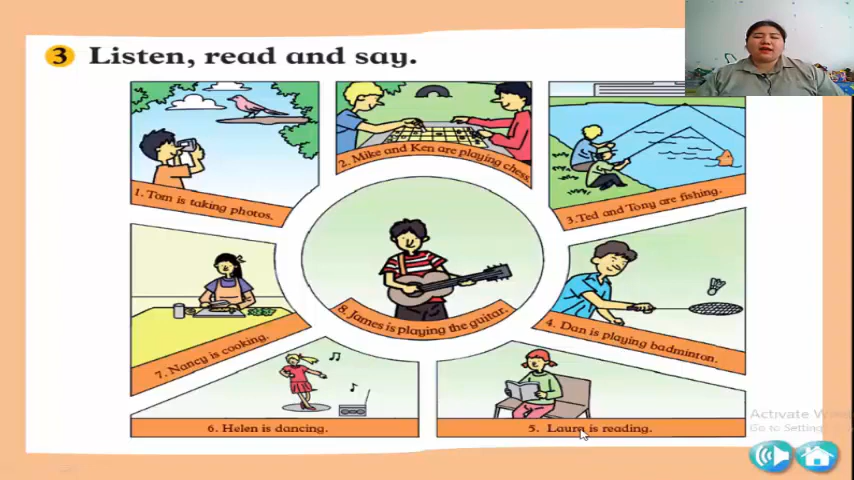 3 Listen, read and say.
1. Tom is taking photos.
2. Mike and Ken are playing chess.
3. Ted and Tony are fishing.
4. Dan is playing badminton.
5. Laura is reading.
6. Helen is dancing.
7. Nancy is cooking.
8. James is playing the guitar.
Activate
Go to Setting